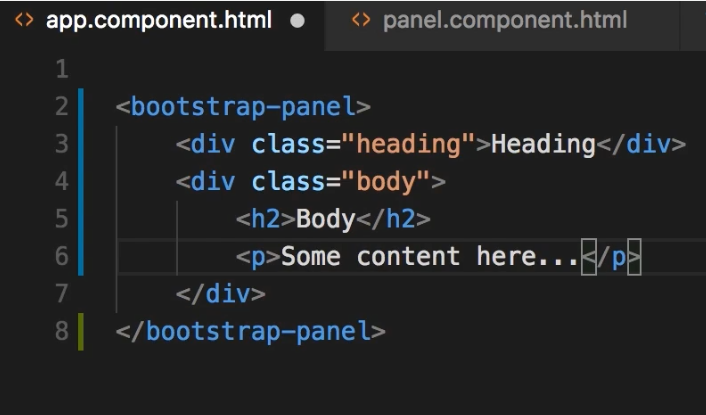 <> app.component.html ● <> panel.component.html
1
2 <bootstrap-panel>
3 <div class="heading">Heading</div>
4 <div class="body">
5 <h2>Body</h2>
6 <p>Some content here...</p>
7 </div>
8 </bootstrap-panel>